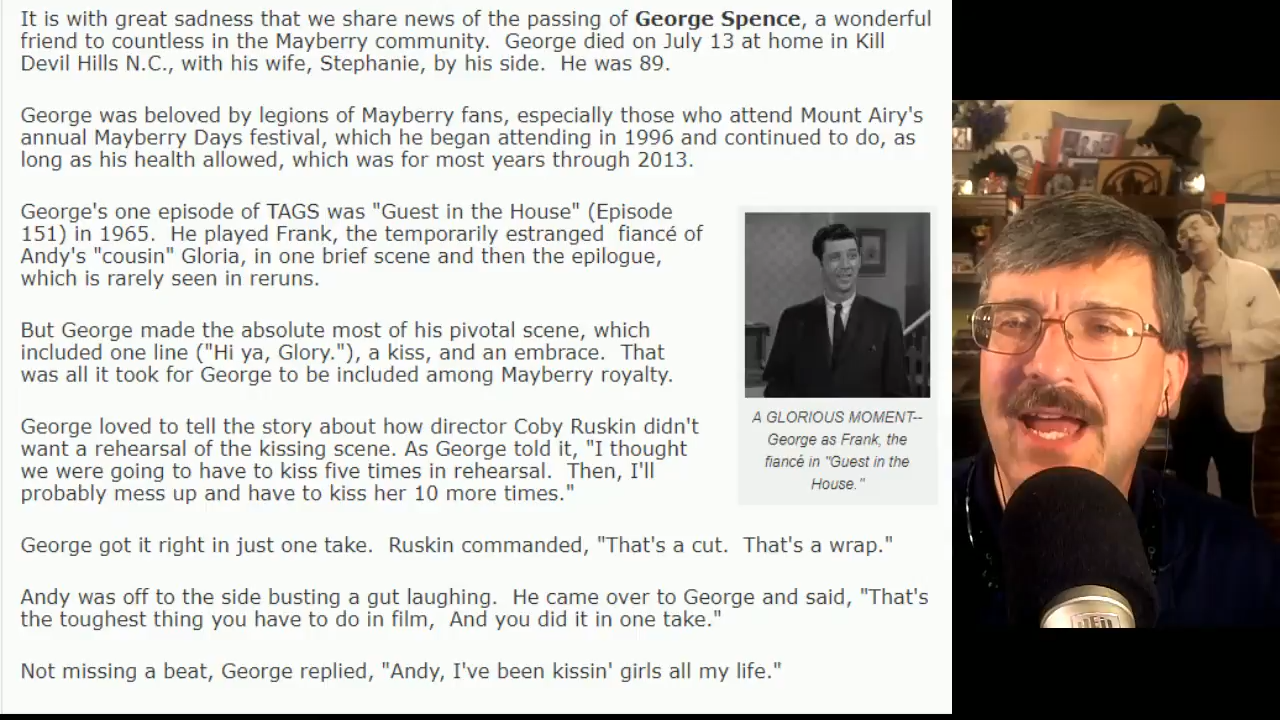 It is with great sadness that we share news of the passing of George Spence, a wonderful
friend to countless in the Mayberry community.  George died on July 13 at home in Kill
Devil Hills N.C., with his wife, Stephanie, by his side.  He was 89.
George was beloved by legions of Mayberry fans, especially those who attend Mount Airy's
annual Mayberry Days festival, which he began attending in 1996 and continued to do, as
long as his health allowed, which was for most years through 2013.
George's one episode of TAGS was "Guest in the House" (Episode
151) in 1965.  He played Frank, the temporarily estranged  fiancé of
Andy's "cousin" Gloria, in one brief scene and then the epilogue,
which is rarely seen in reruns.
But George made the absolute most of his pivotal scene, which
included one line ("Hi ya, Glory."), a kiss, and an embrace.  That
was all it took for George to be included among Mayberry royalty.
George loved to tell the story about how director Coby Ruskin didn't
want a rehearsal of the kissing scene. As George told it, "I thought
we were going to have to kiss five times in rehearsal.  Then, I'll
probably mess up and have to kiss her 10 more times."
A GLORIOUS MOMENT--
George as Frank, the
fiancé in "Guest in the
House."
George got it right in just one take.  Ruskin commanded, "That's a cut.  That's a wrap."
Andy was off to the side busting a gut laughing.  He came over to George and said, "That's
the toughest thing you have to do in film,  And you did it in one take."
Not missing a beat, George replied, "Andy, I've been kissin' girls all my life."